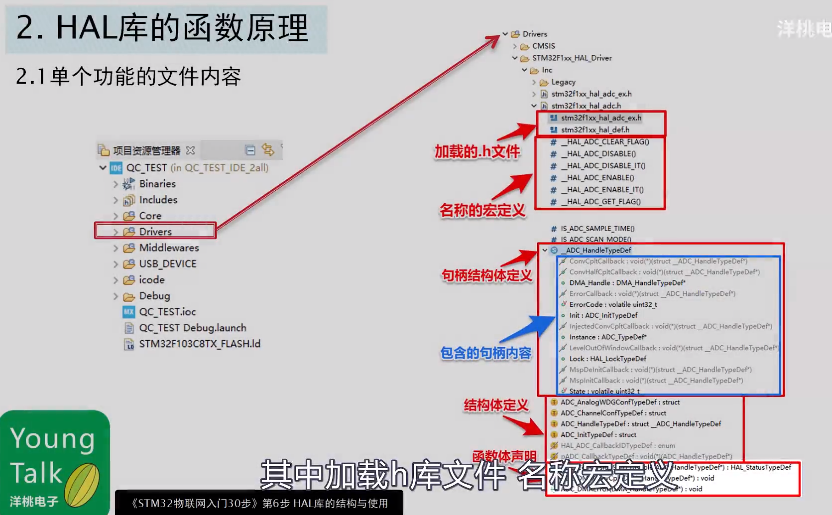 2. HAL库的函数原理
2.1单个功能的文件内容
洋桃电
项目资源管理器
IDE QC_TEST (in QC_TEST_IDE_2all)
Binaries
Includes
Core
Drivers
Middlewares
USB_DEVICE
icode
Debug
QC_TEST.ioc
QC_TEST Debug.launch
STM32F103C8TX_FLASH.ld
Drivers
CMSIS
STM32F1xx_HAL_Driver
Inc
Legacy
stm32f1xx_hal_adc_ex.h
stm32f1xx_hal_adc.h
stm32f1xx_hal_adc_ex.h
stm32f1xx_hal_def.h
加载的.h文件
# __HAL_ADC_CLEAR_FLAG()
# __HAL_ADC_DISABLE()
# __HAL_ADC_DISABLE_IT()
# __HAL_ADC_ENABLE()
# __HAL_ADC_ENABLE_IT()
# __HAL_ADC_GET_FLAG()
名称的宏定义
# IS_ADC_SAMPLE_TIME()
# IS_ADC_SCAN_MODE()
__ADC_HandleTypeDef
句柄结构体定义
ConvCpltCallback : void(*)(struct __ADC_HandleTypeDef*)
ConvHalfCpltCallback : void(*)(struct __ADC_HandleTypeDef*)
DMA_Handle : DMA_HandleTypeDef*
ErrorCallback : void(*)(struct __ADC_HandleTypeDef*)
ErrorCode : volatile uint32_t
Init : ADC_InitTypeDef
InjectedConvCpltCallback : void(*)(struct __ADC_HandleTypeDef*)
Instance : ADC_TypeDef*
LevelOutOfWindowCallback : void(*)(struct __ADC_HandleTypeDef*)
Lock : HAL_LockTypeDef
MspDeInitCallback : void(*)(struct __ADC_HandleTypeDef*)
MspInitCallback : void(*)(struct __ADC_HandleTypeDef*)
State : volatile uint32_t
包含的句柄内容
结构体定义
ADC_AnalogWDGConfTypeDef : struct
ADC_ChannelConfTypeDef : struct
ADC_HandleTypeDef : struct __ADC_HandleTypeDef
ADC_InitTypeDef : struct
HAL_ADC_CallbackIDTypeDef : enum
pADC_CallbackTypeDef : void(*)(ADC_HandleTypeDef*)
函数体声明
HandleTypeDef*) : HAL_StatusTypeDef
HandleTypeDef*) : void
: void
其中加载h库文件 名称宏定义
Young
Talk
洋桃电子
《STM32物联网入门30步》第6步 HAL库的结构与使用